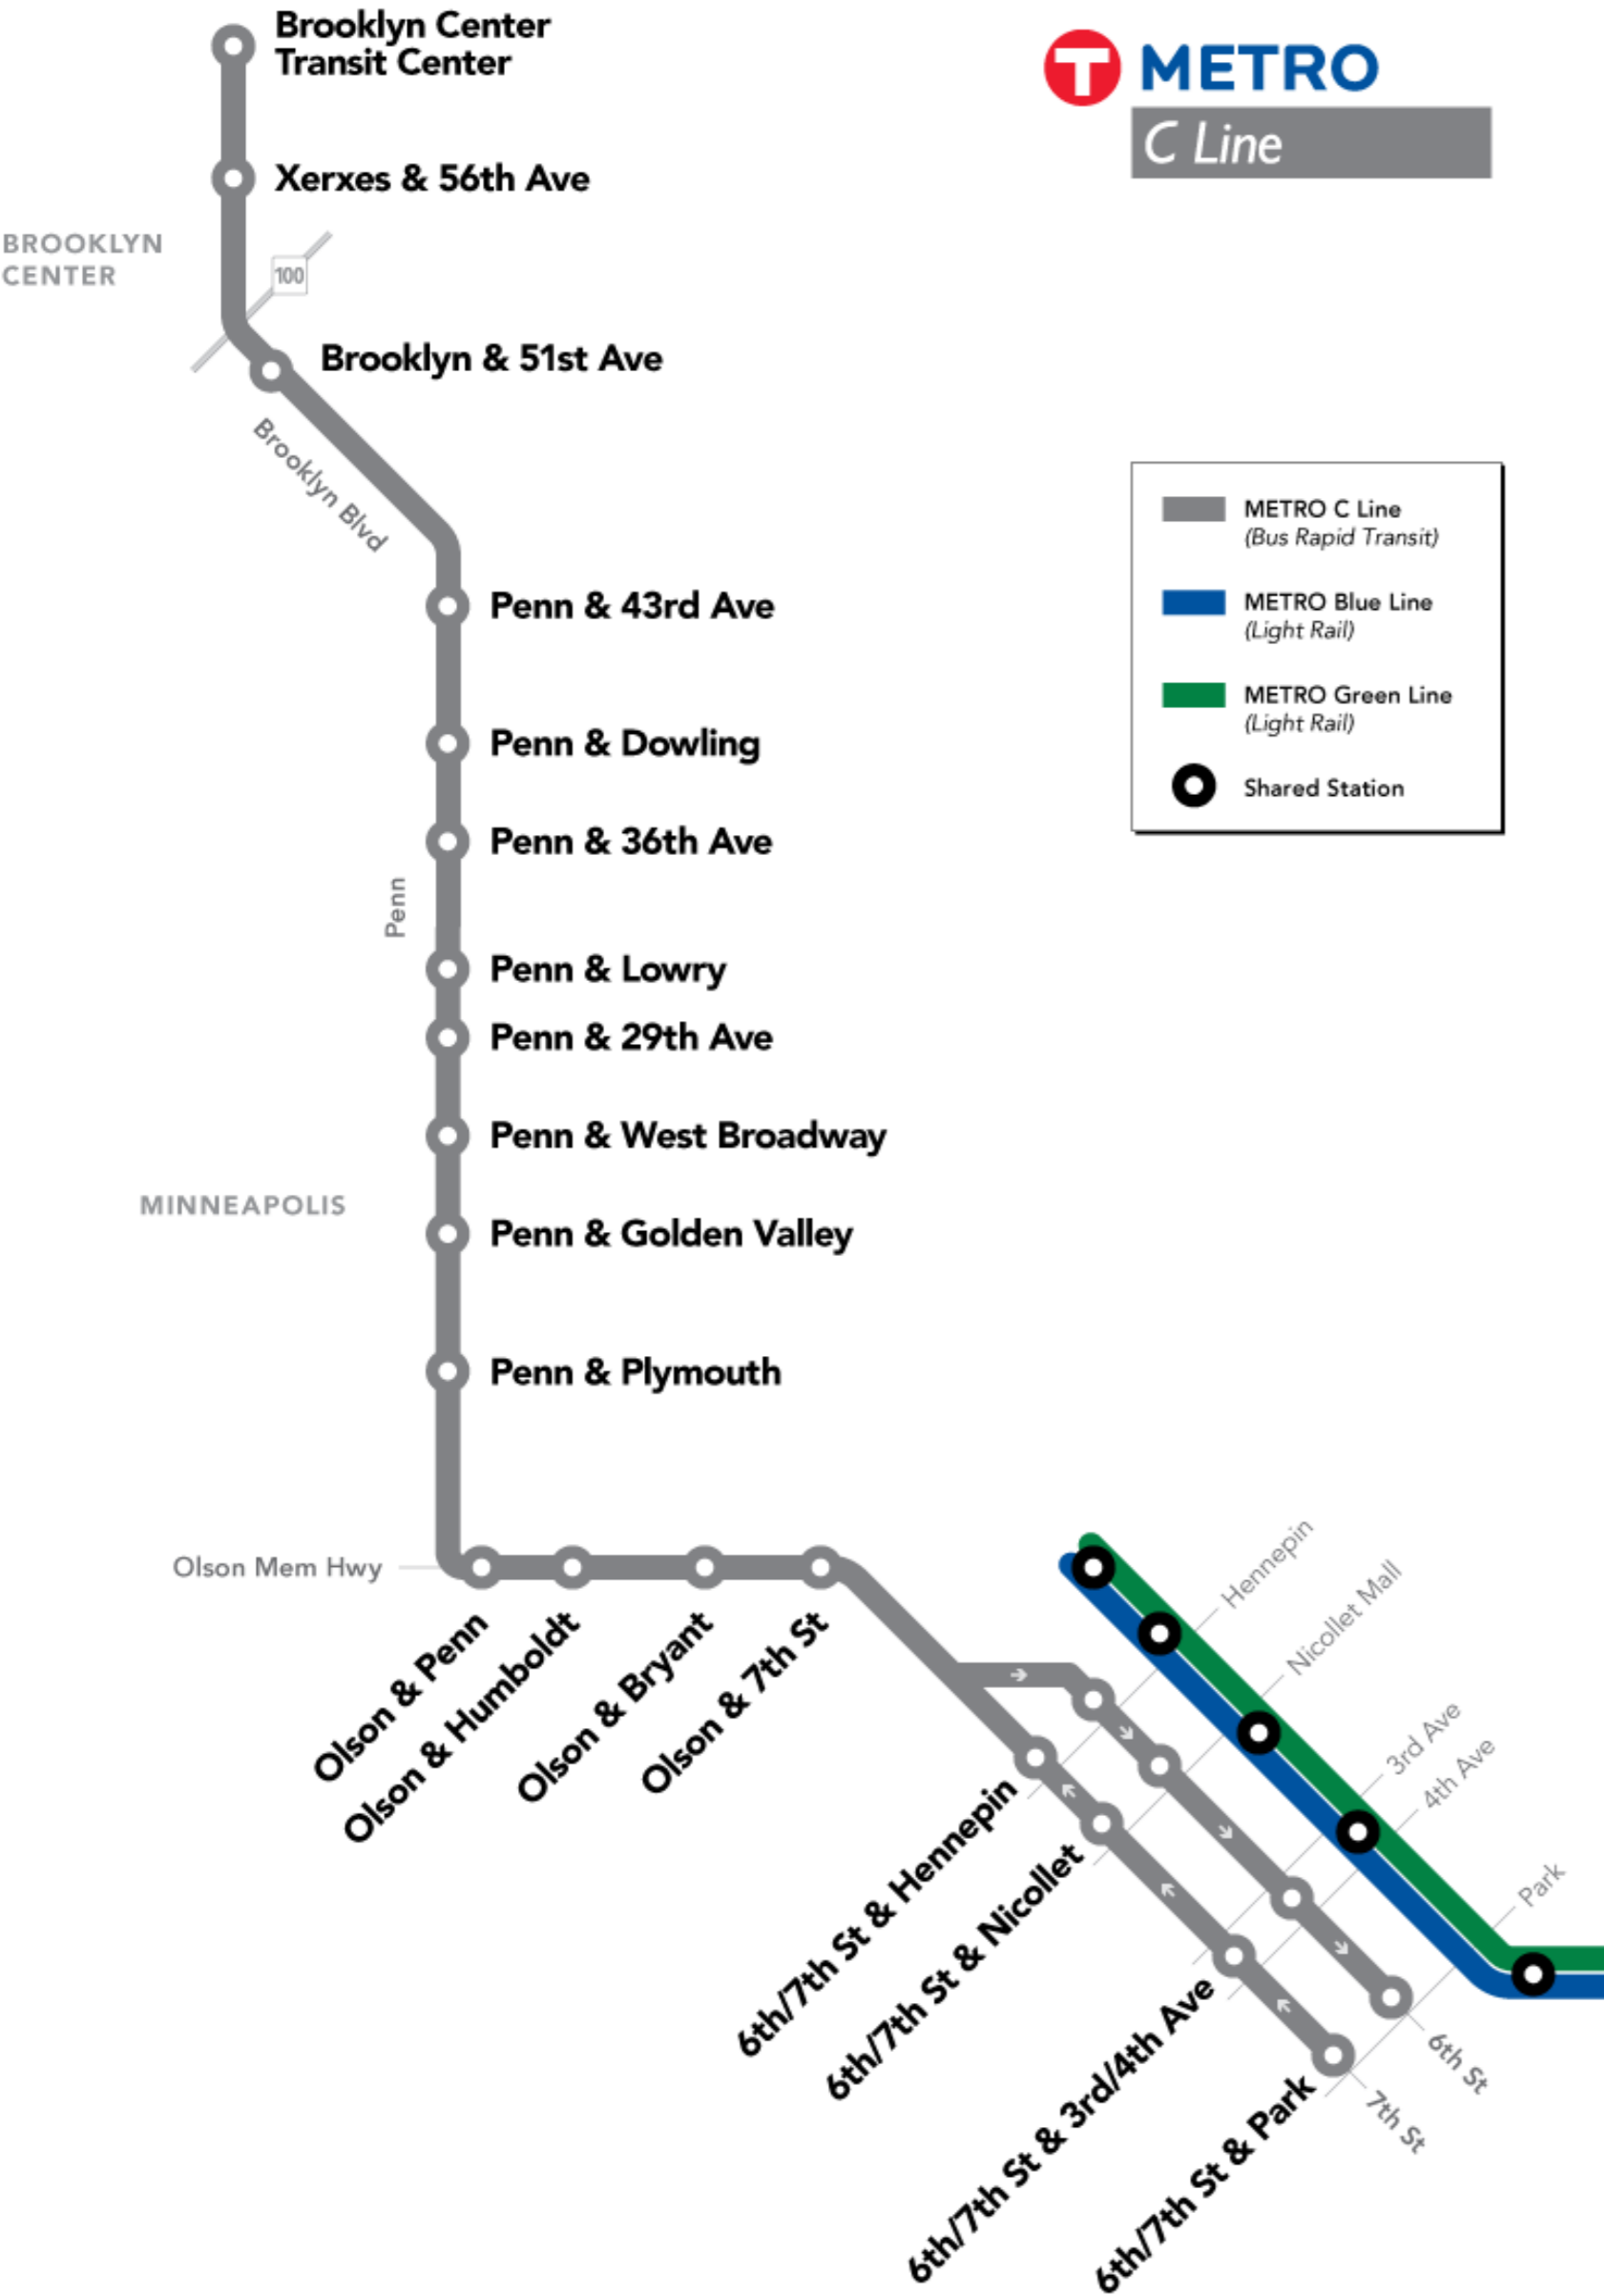 Brooklyn Center
Transit Center
T METRO
C Line
Xerxes & 56th Ave
BROOKLYN
CENTER
100
Brooklyn & 51st Ave
Brooklyn Blvd
METRO C Line
(Bus Rapid Transit)
METRO Blue Line
(Light Rail)
METRO Green Line
(Light Rail)
Shared Station
Penn & 43rd Ave
Penn & Dowling
Penn & 36th Ave
Penn
Penn & Lowry
Penn & 29th Ave
Penn & West Broadway
MINNEAPOLIS
Penn & Golden Valley
Penn & Plymouth
Olson Mem Hwy
Olson & Penn
Olson & Humboldt
Olson & Bryant
Olson & 7th St
Hennepin
Nicollet Mall
3rd Ave
4th Ave
Park
6th/7th St & Hennepin
6th/7th St & Nicollet
6th/7th St & 3rd/4th Ave
6th/7th St & Park
6th St
7th St